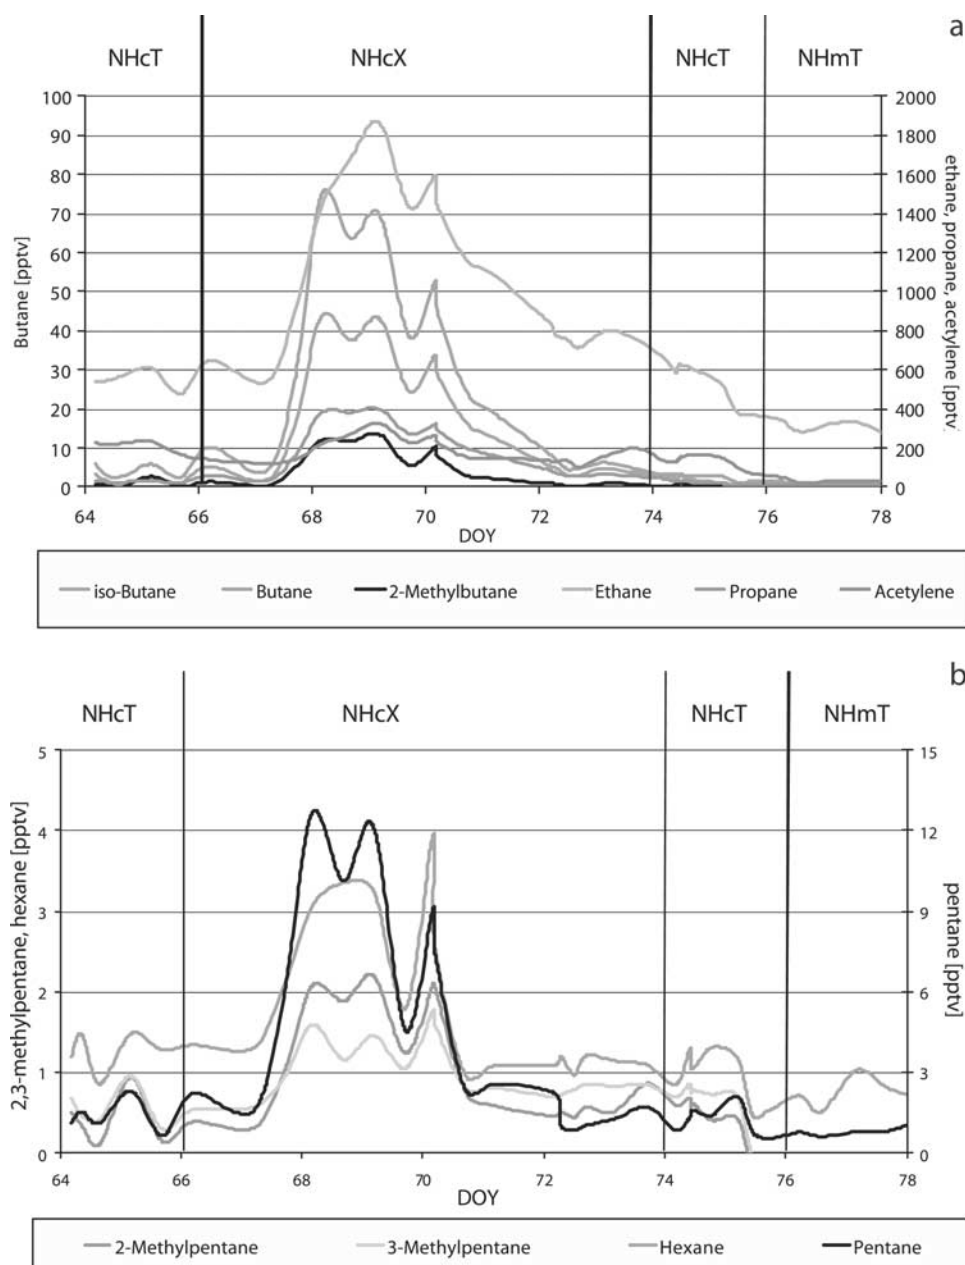 a
NHcT NHcX NHcT NHmT
100 2000
90 1800
80 1600
70 1400
60 1200
50 1000
40 800
30 600
20 400
10 200
0 0
Butane [pptv]
ethane, propane, acetylene [pptv]
64 66 68 70 72 74 76 78
DOY
iso-Butane Butane 2-Methylbutane Ethane Propane Acetylene
b
NHcT NHcX NHcT NHmT
5 15
4 12
3 9
2 6
1 3
0 0
2,3-methylpentane, hexane [pptv]
pentane [pptv]
64 66 68 70 72 74 76 78
DOY
2-Methylpentane 3-Methylpentane Hexane Pentane